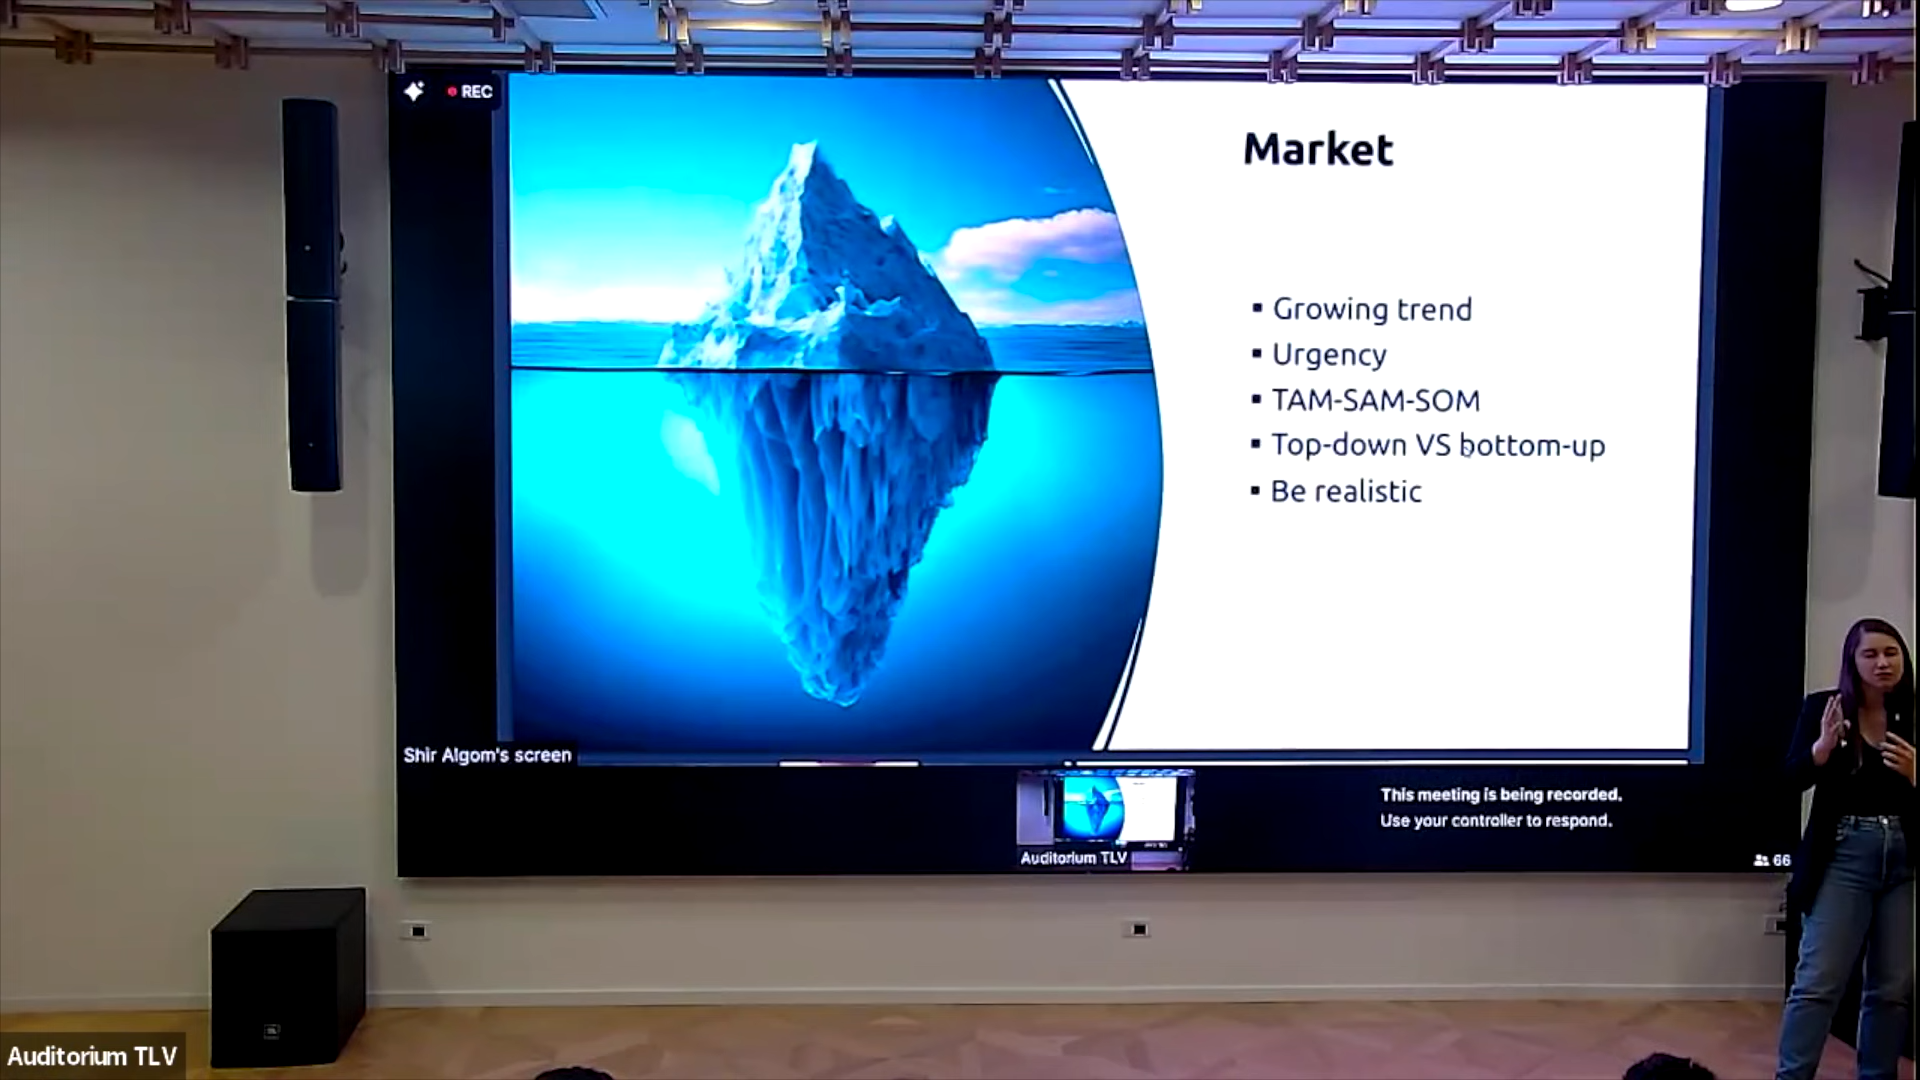 REC
Market
▪ Growing trend
▪ Urgency
▪ TAM-SAM-SOM
▪ Top-down VS bottom-up
▪ Be realistic
Shir Algom's screen
This meeting is being recorded.
Use your controller to respond.
Auditorium TLV
66
Auditorium TLV